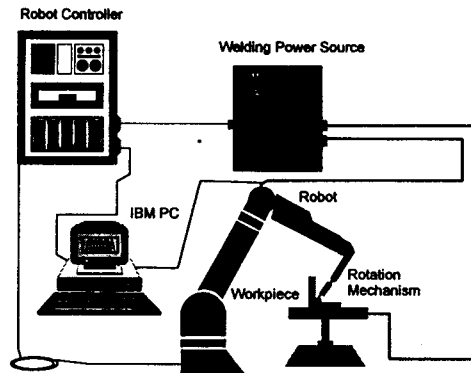 Robot Controller
Welding Power Source
IBM PC
Robot
Workpiece
Rotation
Mechanism